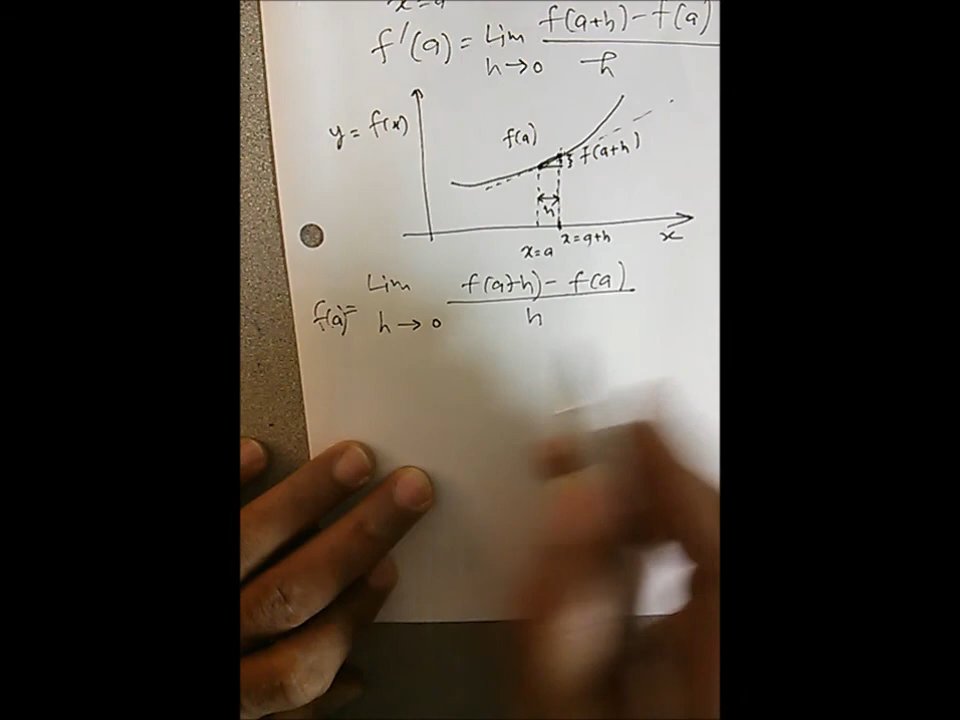 x=a
f'(a) = Lim h→0 f(a+h) − f(a) / h
y = f(x)
f(a)
f(a+h)
h
x=a
x=a+h
x
f'(a) = Lim h→0 f(a+h) − f(a) / h